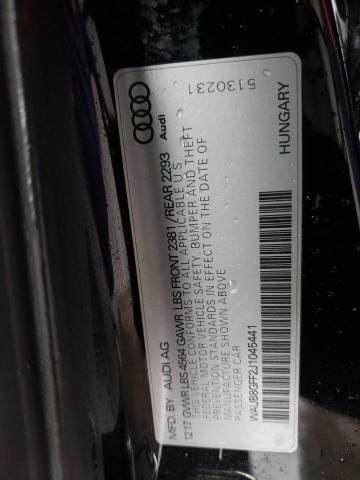 MFD. BY AUDI AG
Audi
1217 GVWR LBS 4564 GAWR LBS FRONT 2381 / REAR 2293
THIS VEHICLE CONFORMS TO ALL APPLICABLE U.S.
FEDERAL MOTOR VEHICLE SAFETY, BUMPER AND THEFT
PREVENTION STANDARDS IN EFFECT ON THE DATE OF
MANUFACTURE SHOWN ABOVE
PASSENGER CAR
WAUB8GFF2J1045441
HUNGARY
5130231